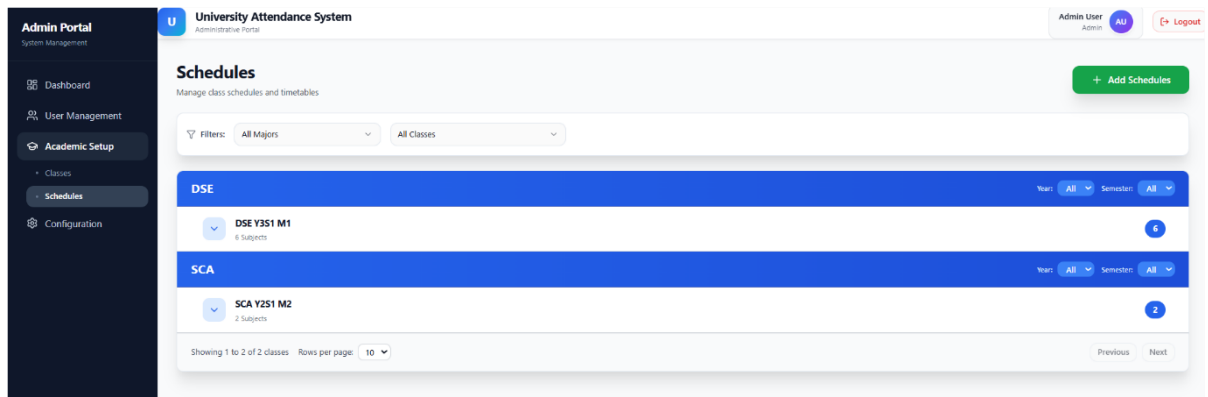 Admin Portal
System Management
Dashboard
User Management
Academic Setup
Classes
Schedules
Configuration
U
University Attendance System
Administrative Portal
Admin User
Admin
AU
Logout
Schedules
Manage class schedules and timetables
+ Add Schedules
Filters: All Majors All Classes
DSE Year: All Semester: All
DSE Y3S1 M1
6 Subjects
6
SCA Year: All Semester: All
SCA Y2S1 M2
2 Subjects
2
Showing 1 to 2 of 2 classes Rows per page: 10 Previous Next